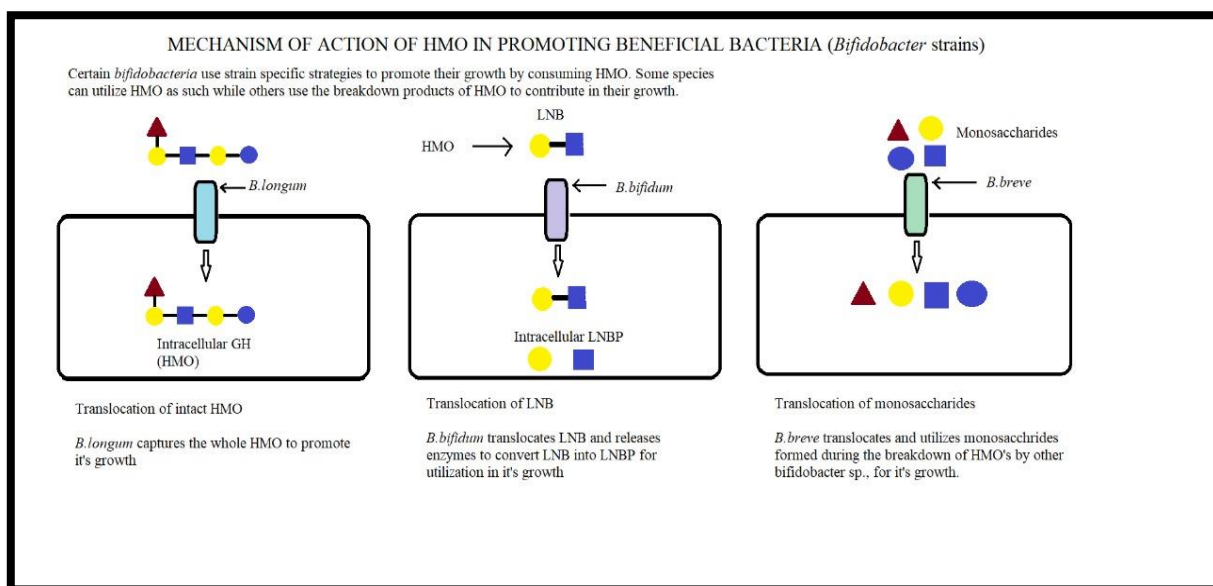 MECHANISM OF ACTION OF HMO IN PROMOTING BENEFICIAL BACTERIA (Bifidobacter strains)
Certain bifidobacteria use strain specific strategies to promote their growth by consuming HMO. Some species
can utilize HMO as such while others use the breakdown products of HMO to contribute in their growth.
B.longum
Intracellular GH
(HMO)
Translocation of intact HMO
B.longum captures the whole HMO to promote
it's growth
LNB
HMO
B.bifidum
Intracellular LNBP
Translocation of LNB
B.bifidum translocates LNB and releases
enzymes to convert LNB into LNBP for
utilization in it's growth
Monosaccharides
B.breve
Translocation of monosaccharides
B.breve translocates and utilizes monosacchrides
formed during the breakdown of HMO's by other
bifidobacter sp., for it's growth.